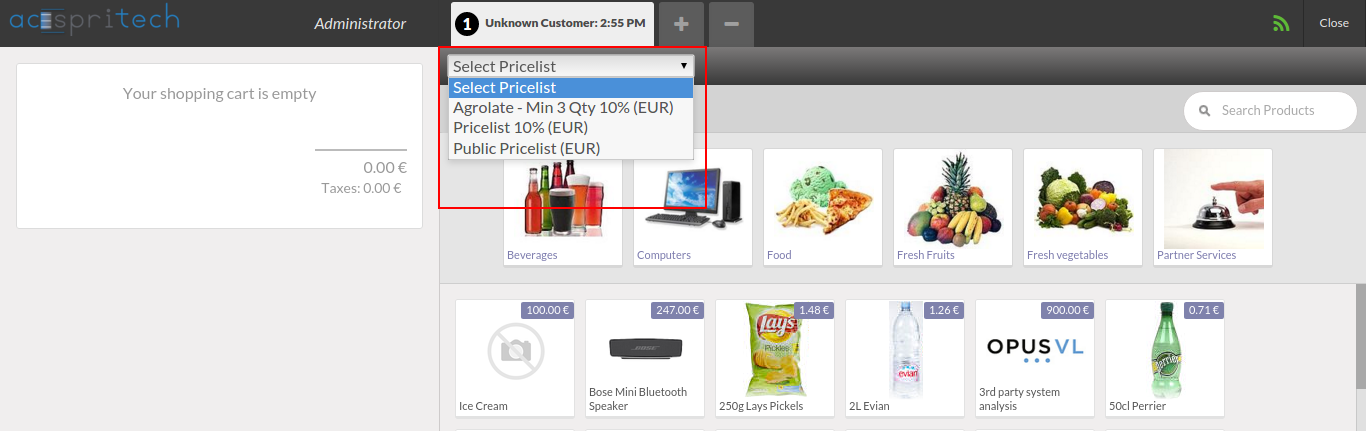 acespritech
Administrator
1 Unknown Customer: 2:55 PM
+
−
Close
Your shopping cart is empty
0.00 €
Taxes: 0.00 €
Select Pricelist
Select Pricelist
Agrolate - Min 3 Qty 10% (EUR)
Pricelist 10% (EUR)
Public Pricelist (EUR)
Search Products
Beverages
Computers
Food
Fresh Fruits
Fresh vegetables
Partner Services
100.00 €
Ice Cream
247.00 €
BOSE
Bose Mini Bluetooth
Speaker
1.48 €
Lays
Pickles
250g Lays Pickels
1.26 €
evian
2L Evian
900.00 €
OPUS VL
3rd party system
analysis
0.71 €
Perrier
50cl Perrier